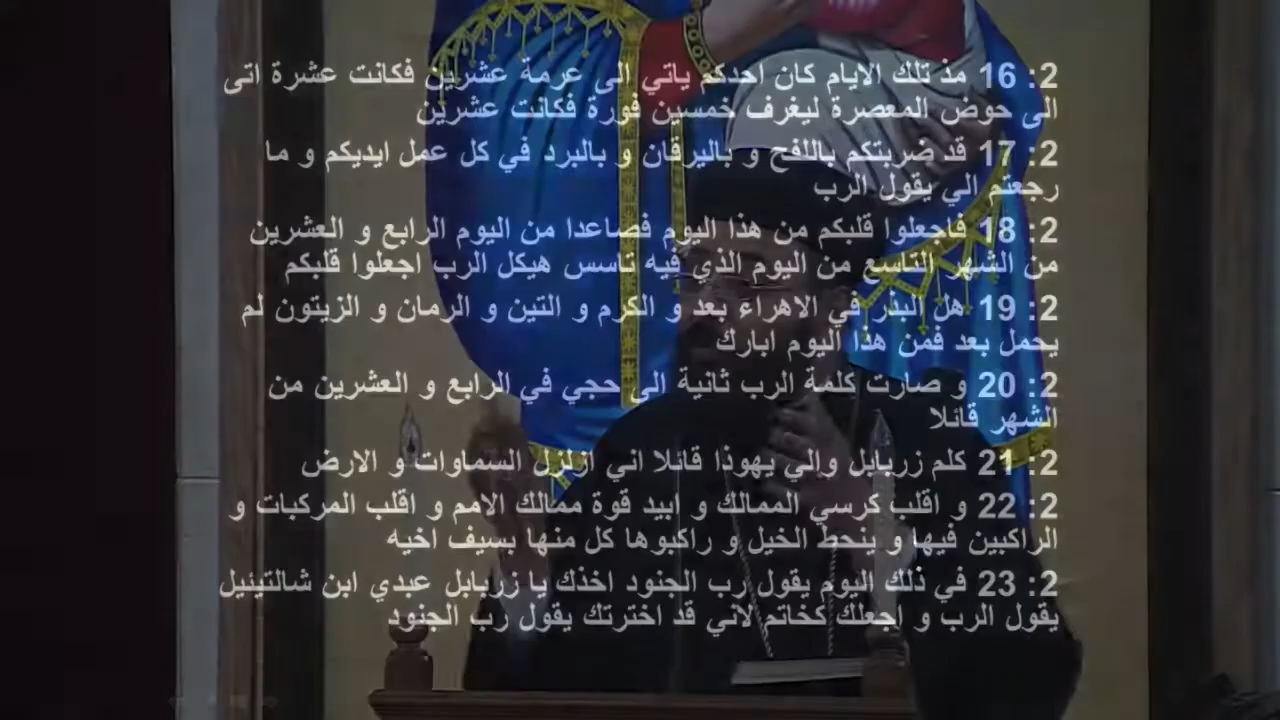 2: 16 مذ تلك الايام كان احدكم ياتي الى عرمة عشرين فكانت عشرة اتى
الى حوض المعصرة ليغرف خمسين فورة فكانت عشرين
2: 17 قد ضربتكم باللفح و باليرقان و بالبرد في كل عمل ايديكم و ما
رجعتم الي يقول الرب
2: 18 فاجعلوا قلبكم من هذا اليوم فصاعدا من اليوم الرابع و العشرين
من الشهر التاسع من اليوم الذي فيه تاسس هيكل الرب اجعلوا قلبكم
2: 19 هل البذر في الاهراء بعد و الكرم و التين و الرمان و الزيتون لم
يحمل بعد فمن هذا اليوم ابارك
2: 20 و صارت كلمة الرب ثانية الى حجي في الرابع و العشرين من
الشهر قائلا
2: 21 كلم زربابل والي يهوذا قائلا اني ازلزل السماوات و الارض
2: 22 و اقلب كرسي الممالك و ابيد قوة ممالك الامم و اقلب المركبات و
الراكبين فيها و ينحط الخيل و راكبوها كل منها بسيف اخيه
2: 23 في ذلك اليوم يقول رب الجنود اخذك يا زربابل عبدي ابن شالتيئيل
يقول الرب و اجعلك كخاتم لاني قد اخترتك يقول رب الجنود